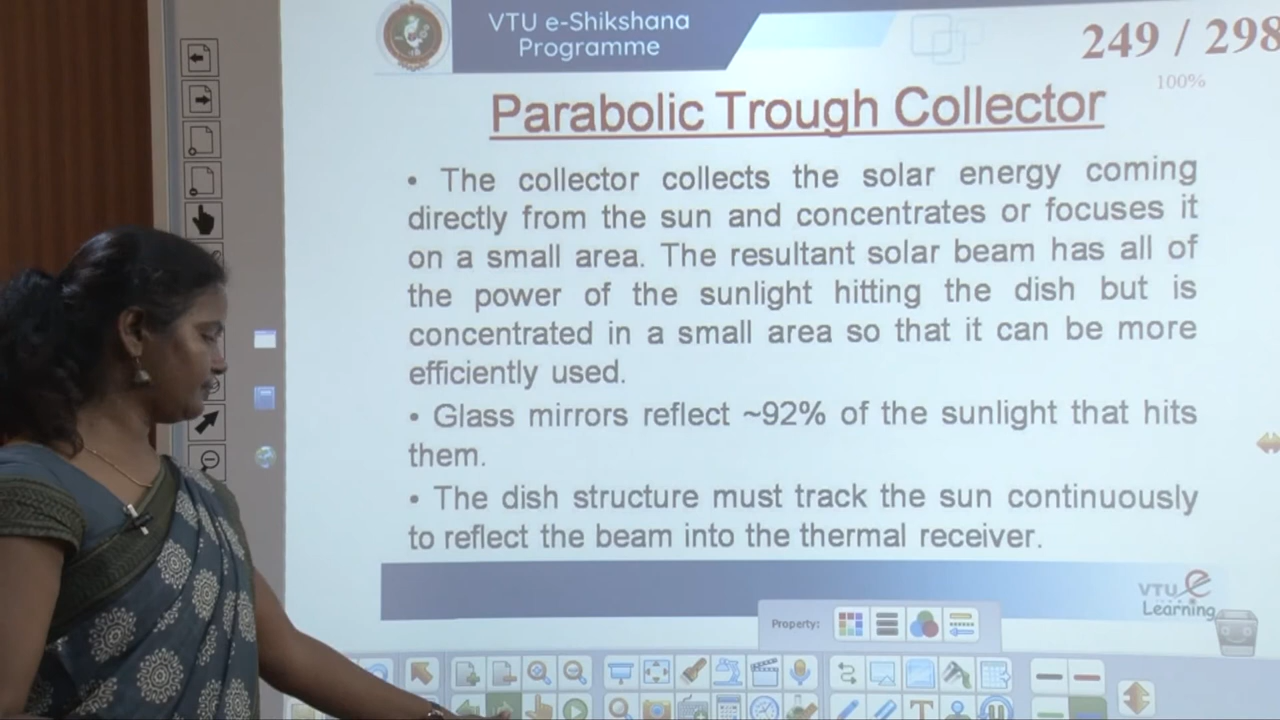 VTU e-Shikshana
Programme
249 / 298
100%
Parabolic Trough Collector
• The collector collects the solar energy coming
directly from the sun and concentrates or focuses it
on a small area. The resultant solar beam has all of
the power of the sunlight hitting the dish but is
concentrated in a small area so that it can be more
efficiently used.
• Glass mirrors reflect ~92% of the sunlight that hits
them.
• The dish structure must track the sun continuously
to reflect the beam into the thermal receiver.
VTU e
Learning
Property: